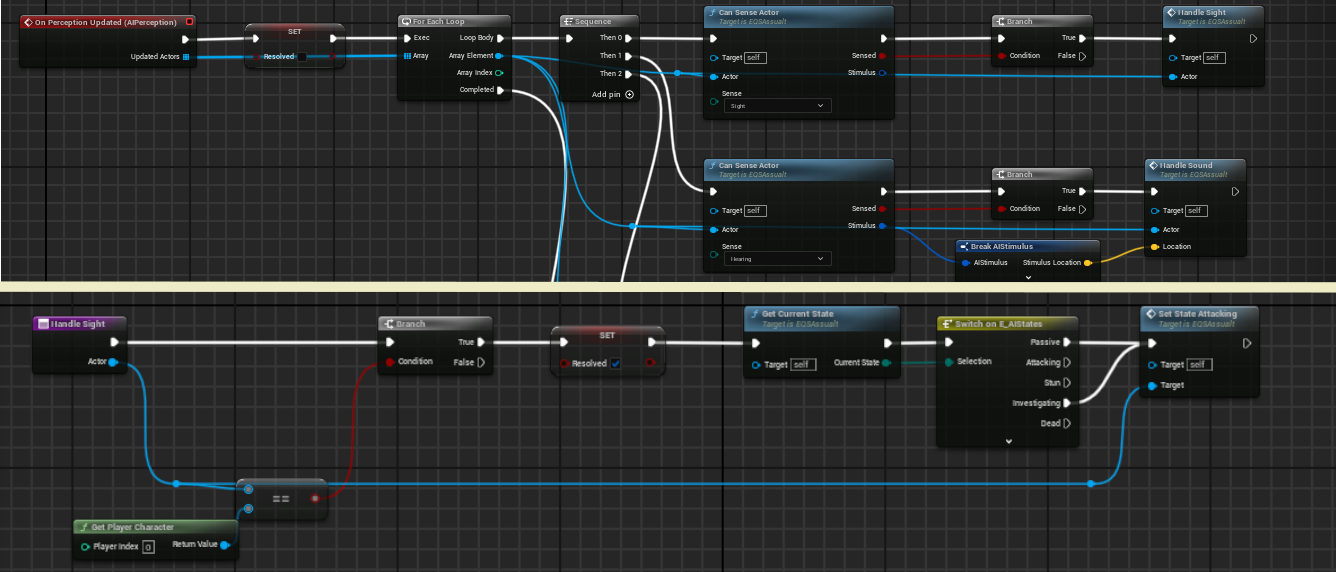 On Perception Updated (AIPerception)
Updated Actors
SET
Resolved
For Each Loop
Exec
Loop Body
Array
Array Element
Array Index
Completed
Sequence
Then 0
Then 1
Then 2
Add pin
Can Sense Actor
Target is EQSAssualt
Target
self
Sensed
Actor
Stimulus
Sense
Sight
Branch
True
Condition
False
Handle Sight
Target is EQSAssualt
Target
self
Actor
Can Sense Actor
Target is EQSAssualt
Target
self
Sensed
Actor
Stimulus
Sense
Hearing
Branch
True
Condition
False
Break AIStimulus
AIStimulus
Stimulus Location
Handle Sound
Target is EQSAssualt
Target
self
Actor
Location
Handle Sight
Actor
Get Player Character
Player Index
0
Return Value
==
Branch
True
Condition
False
SET
Resolved
Get Current State
Target is EQSAssualt
Target
self
Current State
Switch on E_AIStates
Selection
Passive
Attacking
Stun
Investigating
Dead
Set State Attacking
Target is EQSAssualt
Target
self
Target